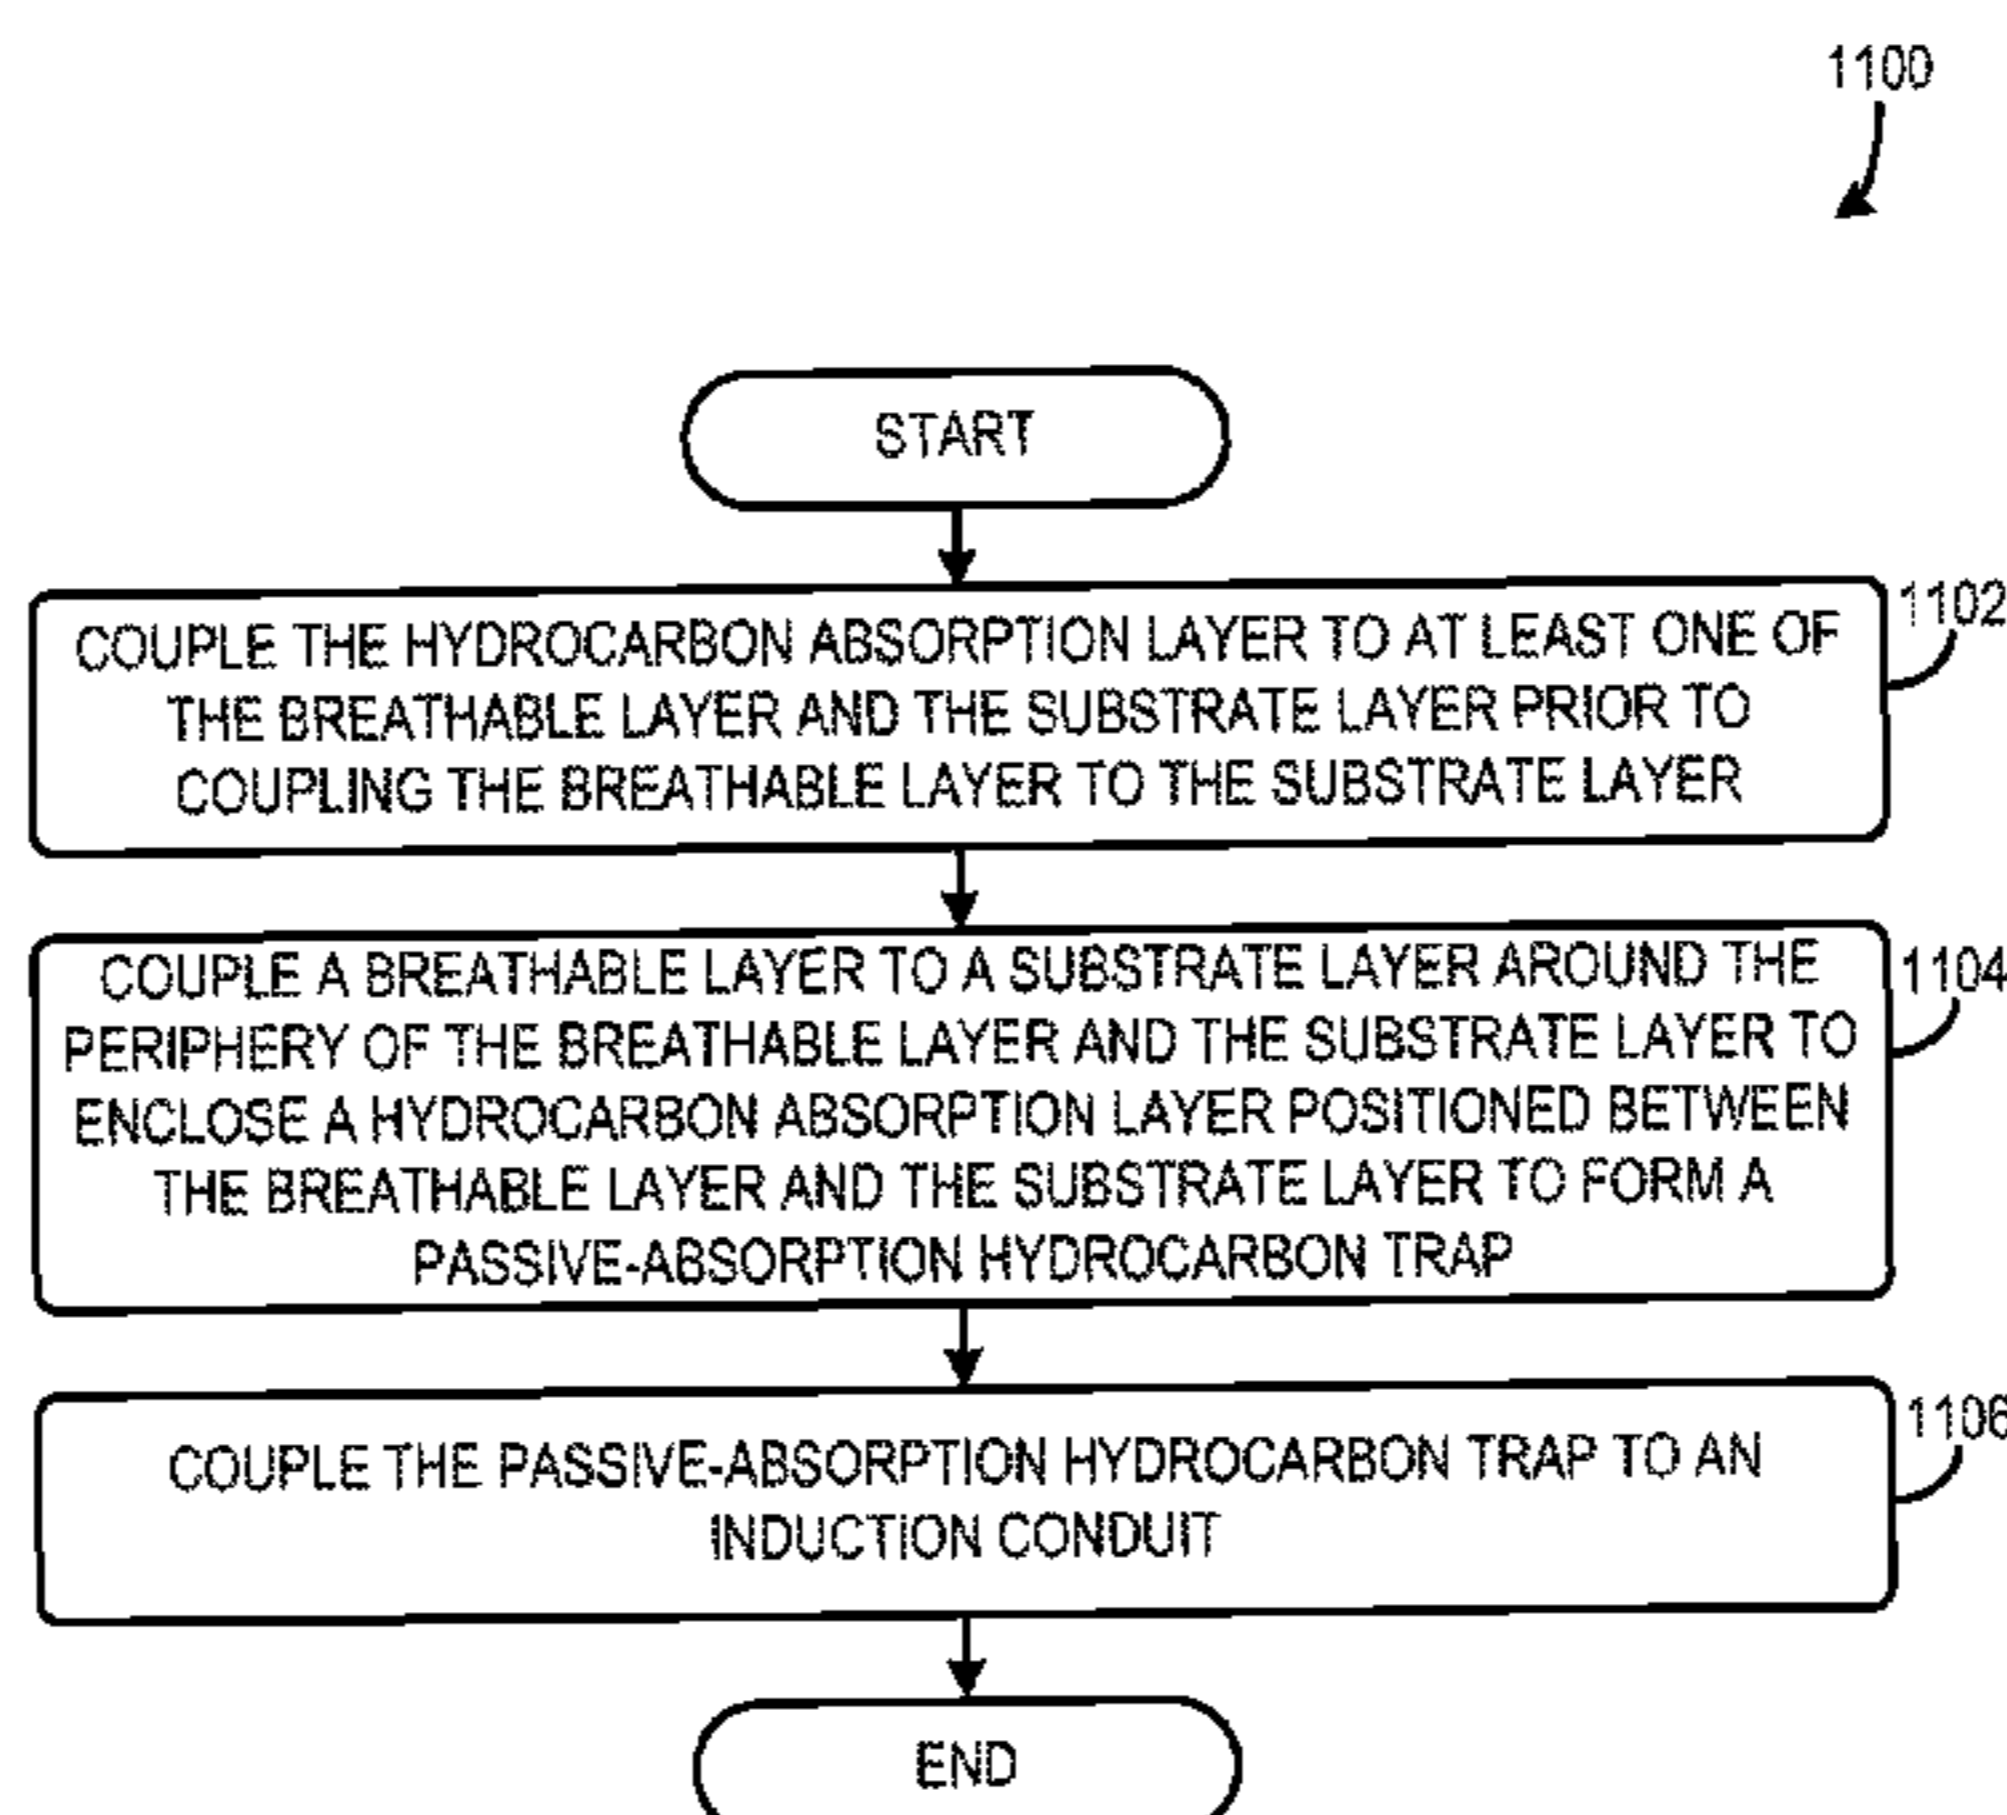 1100
START
1102
COUPLE THE HYDROCARBON ABSORPTION LAYER TO AT LEAST ONE OF
THE BREATHABLE LAYER AND THE SUBSTRATE LAYER PRIOR TO
COUPLING THE BREATHABLE LAYER TO THE SUBSTRATE LAYER
1104
COUPLE A BREATHABLE LAYER TO A SUBSTRATE LAYER AROUND THE
PERIPHERY OF THE BREATHABLE LAYER AND THE SUBSTRATE LAYER TO
ENCLOSE A HYDROCARBON ABSORPTION LAYER POSITIONED BETWEEN
THE BREATHABLE LAYER AND THE SUBSTRATE LAYER TO FORM A
PASSIVE-ABSORPTION HYDROCARBON TRAP
1106
COUPLE THE PASSIVE-ABSORPTION HYDROCARBON TRAP TO AN
INDUCTION CONDUIT
END